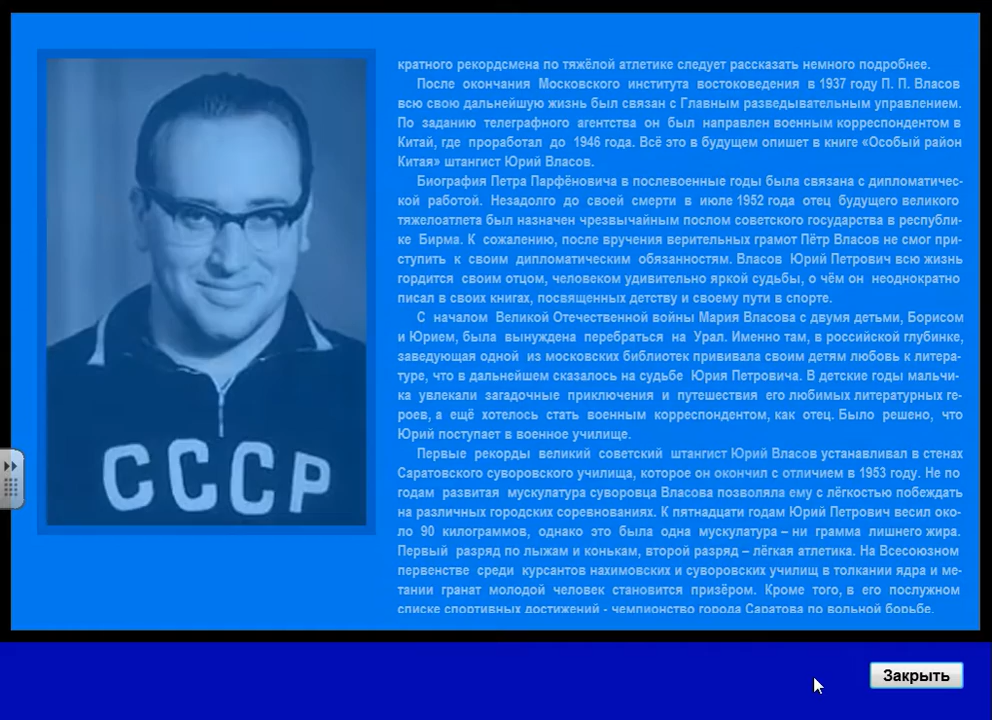 кратного рекордсмена по тяжёлой атлетике следует рассказать немного подробнее.
После окончания Московского института востоковедения в 1937 году П. П. Власов
всю свою дальнейшую жизнь был связан с Главным разведывательным управлением.
По заданию телеграфного агентства он был направлен военным корреспондентом в
Китай, где проработал до 1946 года. Всё это в будущем опишет в книге «Особый район
Китая» штангист Юрий Власов.
Биография Петра Парфёновича в послевоенные годы была связана с дипломатичес-
кой работой. Незадолго до своей смерти в июле 1952 года отец будущего великого
тяжелоатлета был назначен чрезвычайным послом советского государства в республи-
ке Бирма. К сожалению, после вручения верительных грамот Пётр Власов не смог при-
ступить к своим дипломатическим обязанностям. Власов Юрий Петрович всю жизнь
гордится своим отцом, человеком удивительно яркой судьбы, о чём он неоднократно
писал в своих книгах, посвященных детству и своему пути в спорте.
С началом Великой Отечественной войны Мария Власова с двумя детьми, Борисом
и Юрием, была вынуждена перебраться на Урал. Именно там, в российской глубинке,
заведующая одной из московских библиотек прививала своим детям любовь к литера-
туре, что в дальнейшем сказалось на судьбе Юрия Петровича. В детские годы мальчи-
ка увлекали загадочные приключения и путешествия его любимых литературных ге-
роев, а ещё хотелось стать военным корреспондентом, как отец. Было решено, что
Юрий поступает в военное училище.
Первые рекорды великий советский штангист Юрий Власов устанавливал в стенах
Саратовского суворовского училища, которое он окончил с отличием в 1953 году. Не по
годам развитая мускулатура суворовца Власова позволяла ему с лёгкостью побеждать
на различных городских соревнованиях. К пятнадцати годам Юрий Петрович весил око-
ло 90 килограммов, однако это была одна мускулатура – ни грамма лишнего жира.
Первый разряд по лыжам и конькам, второй разряд – лёгкая атлетика. На Всесоюзном
первенстве среди курсантов нахимовских и суворовских училищ в толкании ядра и ме-
тании гранат молодой человек становится призёром. Кроме того, в его послужном
списке спортивных достижений - чемпионство города Саратова по вольной борьбе.
СССР
Закрыть